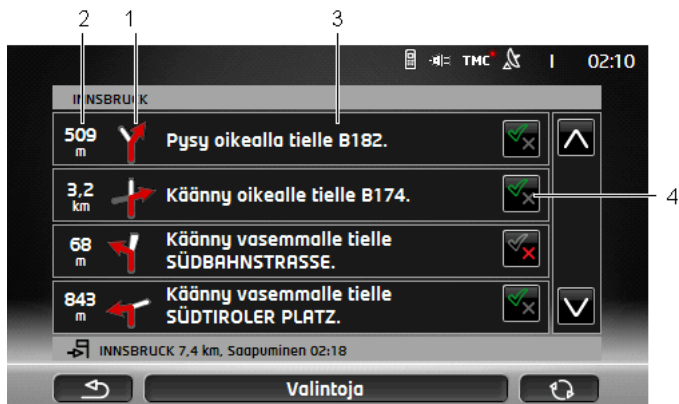 2 1 3
TMC I 02:10
INNSBRUCK
509 m Pysy oikealla tielle B182.
3,2 km Käänny oikealle tielle B174.
4
68 m Käänny vasemmalle tielle
SÜDBAHNSTRASSE.
843 m Käänny vasemmalle tielle
SÜDTIROLER PLATZ.
INNSBRUCK 7,4 km, Saapuminen 02:18
Valintoja